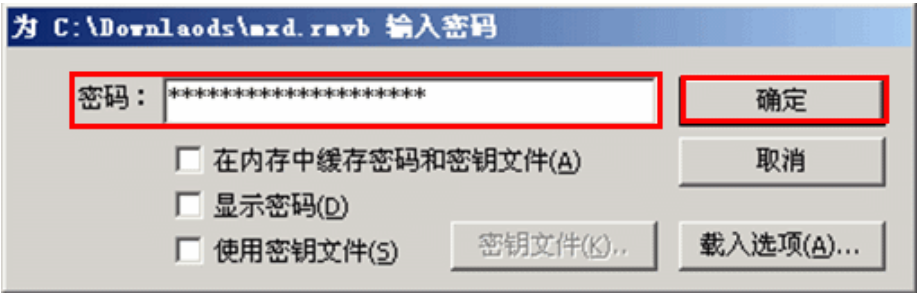 为 C:\Downlaods\mxd.rmvb 输入密码
密码： ********************
确定
在内存中缓存密码和密钥文件(A)
取消
显示密码(D)
使用密钥文件(S)
密钥文件(K)..
载入选项(A)...